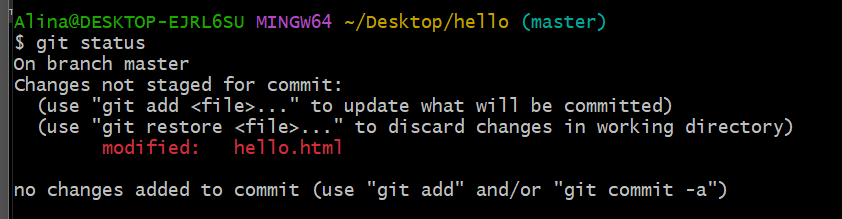 Alina@DESKTOP-EJRL6SU MINGW64 ~/Desktop/hello (master)
$ git status
On branch master
Changes not staged for commit:
  (use "git add <file>..." to update what will be committed)
  (use "git restore <file>..." to discard changes in working directory)
        modified:   hello.html

no changes added to commit (use "git add" and/or "git commit -a")